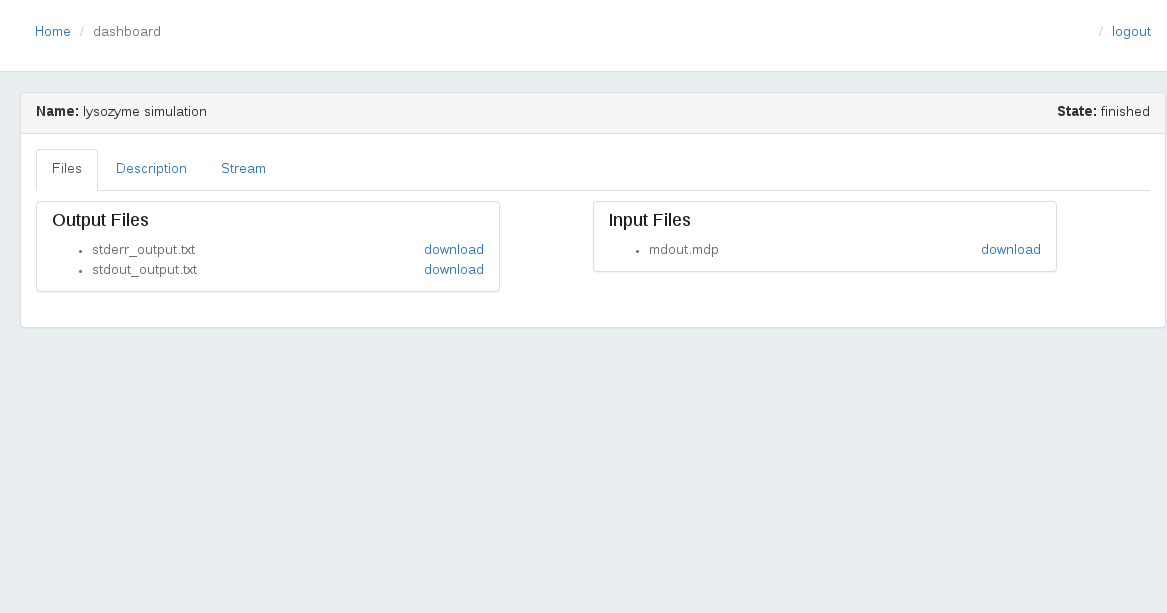 Home / dashboard / logout
Name: lysozyme simulation State: finished
Files Description Stream
Output Files
stderr_output.txt download
stdout_output.txt download
Input Files
mdout.mdp download